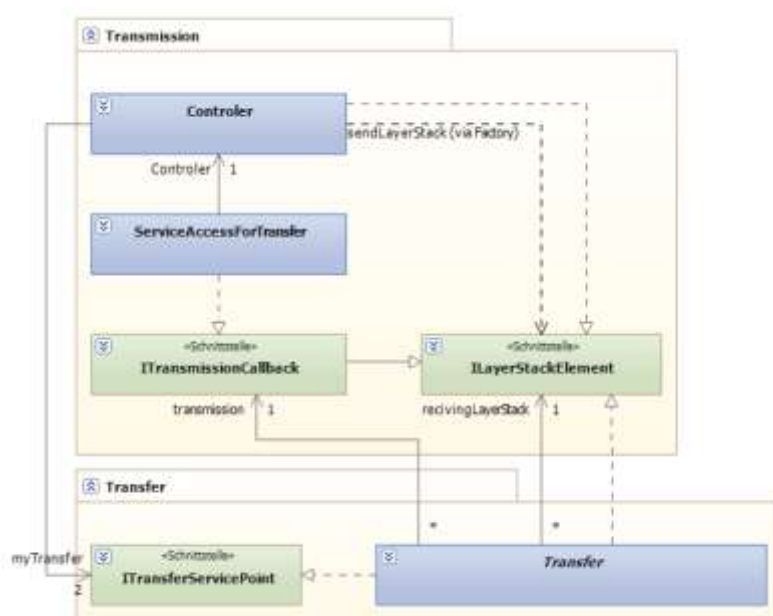 Transmission
Controler
sendLayerStack (via Factory)
Controler 1
ServiceAccessForTransfer
«Schnittstelle»
ITransmissionCallback
«Schnittstelle»
ILayerStackElement
transmission 1
recivingLayerStack 1
Transfer
* *
myTransfer
2
«Schnittstelle»
ITransferServicePoint
Transfer